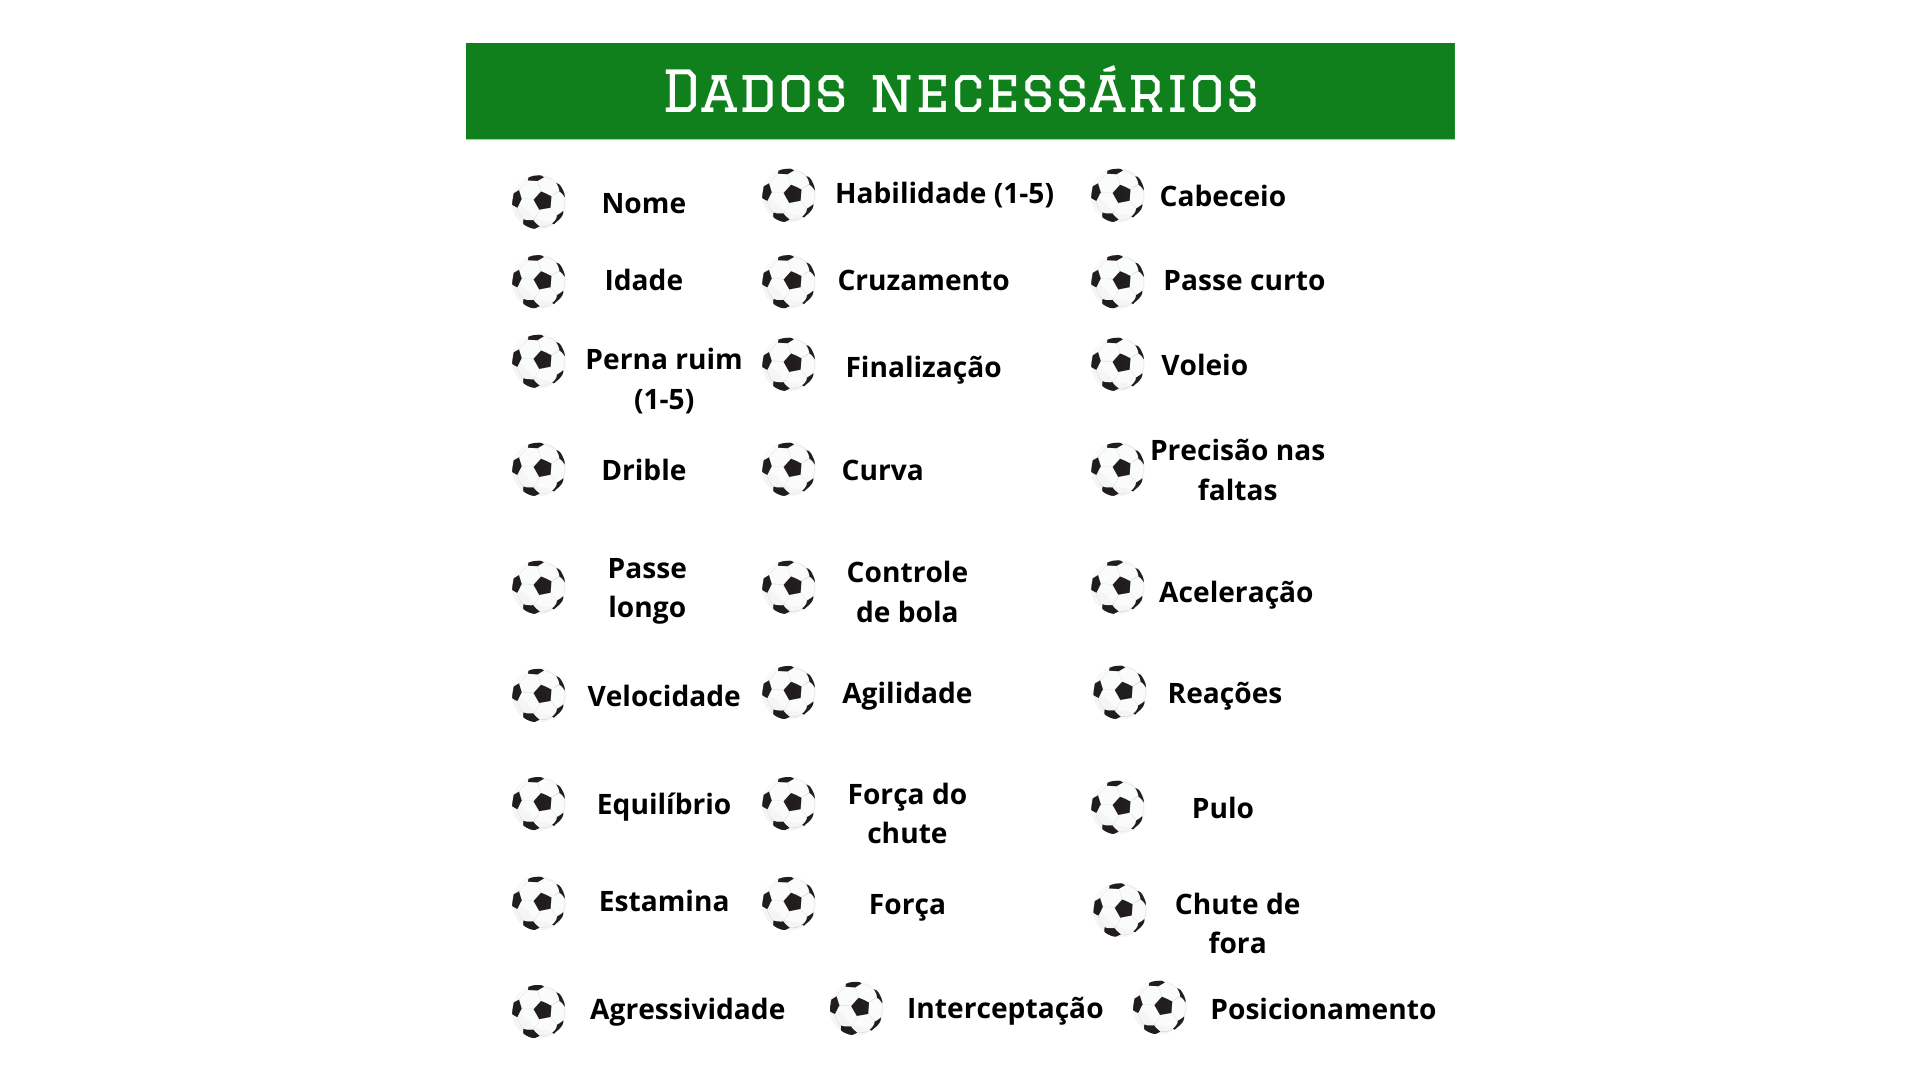 Dados necessários
Nome
Habilidade (1-5)
Cabeceio
Idade
Cruzamento
Passe curto
Perna ruim
(1-5)
Finalização
Voleio
Drible
Curva
Precisão nas
faltas
Passe
longo
Controle
de bola
Aceleração
Velocidade
Agilidade
Reações
Equilíbrio
Força do
chute
Pulo
Estamina
Força
Chute de
fora
Agressividade
Interceptação
Posicionamento